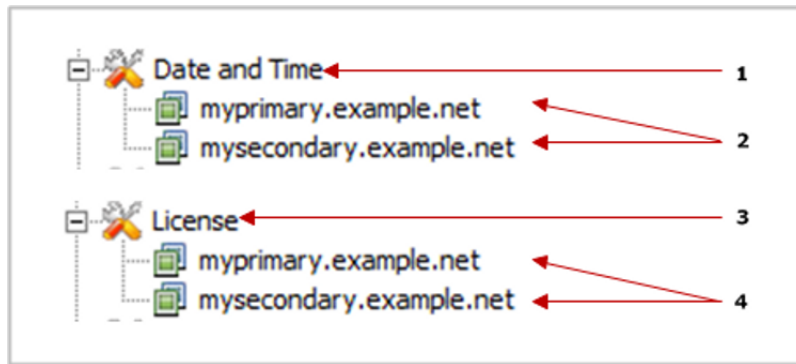 Date and Time 1
myprimary.example.net
mysecondary.example.net 2
License 3
myprimary.example.net
mysecondary.example.net 4